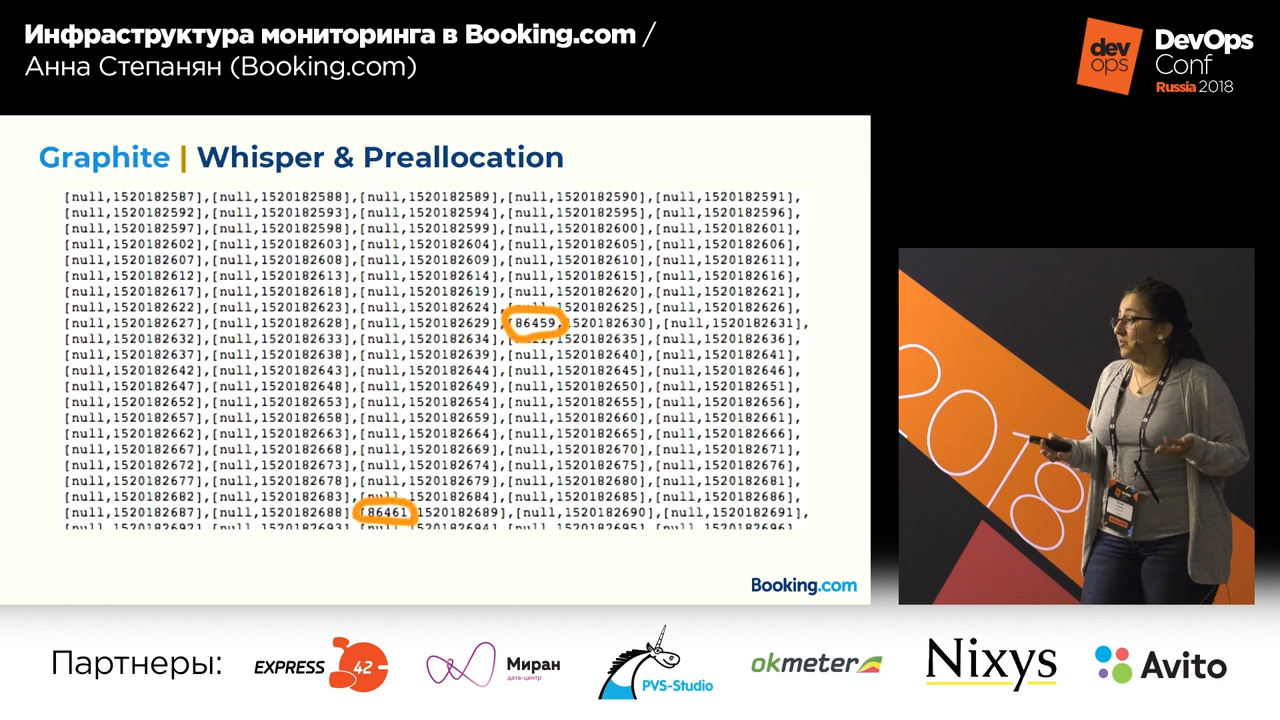 Инфраструктура мониторинга в Booking.com /
Анна Степанян (Booking.com)
dev
ops
DevOps
Conf
Russia 2018
Graphite | Whisper & Preallocation
[null,1520182587],[null,1520182588],[null,1520182589],[null,1520182590],[null,1520182591],
[null,1520182592],[null,1520182593],[null,1520182594],[null,1520182595],[null,1520182596],
[null,1520182597],[null,1520182598],[null,1520182599],[null,1520182600],[null,1520182601],
[null,1520182602],[null,1520182603],[null,1520182604],[null,1520182605],[null,1520182606],
[null,1520182607],[null,1520182608],[null,1520182609],[null,1520182610],[null,1520182611],
[null,1520182612],[null,1520182613],[null,1520182614],[null,1520182615],[null,1520182616],
[null,1520182617],[null,1520182618],[null,1520182619],[null,1520182620],[null,1520182621],
[null,1520182622],[null,1520182623],[null,1520182624],[null,1520182625],[null,1520182626],
[null,1520182627],[null,1520182628],[null,1520182629],[86459,1520182630],[null,1520182631],
[null,1520182632],[null,1520182633],[null,1520182634],[null,1520182635],[null,1520182636],
[null,1520182637],[null,1520182638],[null,1520182639],[null,1520182640],[null,1520182641],
[null,1520182642],[null,1520182643],[null,1520182644],[null,1520182645],[null,1520182646],
[null,1520182647],[null,1520182648],[null,1520182649],[null,1520182650],[null,1520182651],
[null,1520182652],[null,1520182653],[null,1520182654],[null,1520182655],[null,1520182656],
[null,1520182657],[null,1520182658],[null,1520182659],[null,1520182660],[null,1520182661],
[null,1520182662],[null,1520182663],[null,1520182664],[null,1520182665],[null,1520182666],
[null,1520182667],[null,1520182668],[null,1520182669],[null,1520182670],[null,1520182671],
[null,1520182672],[null,1520182673],[null,1520182674],[null,1520182675],[null,1520182676],
[null,1520182677],[null,1520182678],[null,1520182679],[null,1520182680],[null,1520182681],
[null,1520182682],[null,1520182683],[null,1520182684],[null,1520182685],[null,1520182686],
[null,1520182687],[null,1520182688],[86461,1520182689],[null,1520182690],[null,1520182691],
[null,1520182692],[null,1520182693],[null,1520182694],[null,1520182695],[null,1520182696],
Booking.com
2018
Партнеры:
EXPRESS 42
Миран
дата-центр
PVS-Studio
okmeter
Nixys
Avito